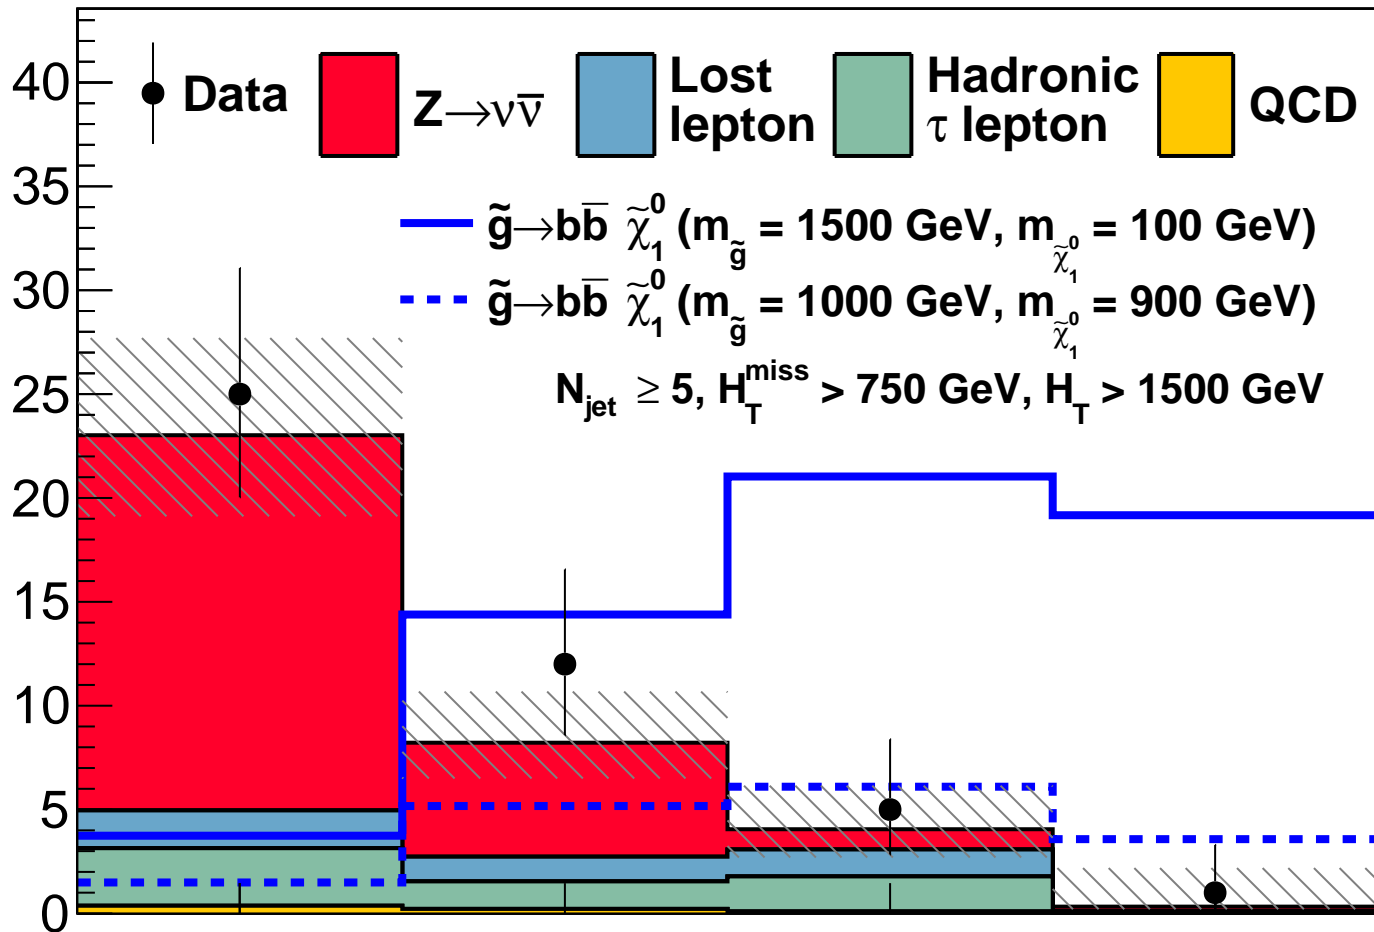 Data
Z→νν̅
Lost
lepton
Hadronic
τ lepton
QCD
g̃→bb̅ χ̃₁⁰ (m_g̃ = 1500 GeV, m_χ̃₁⁰ = 100 GeV)
g̃→bb̅ χ̃₁⁰ (m_g̃ = 1000 GeV, m_χ̃₁⁰ = 900 GeV)
N_jet ≥ 5, H_T^miss > 750 GeV, H_T > 1500 GeV
40
35
30
25
20
15
10
5
0